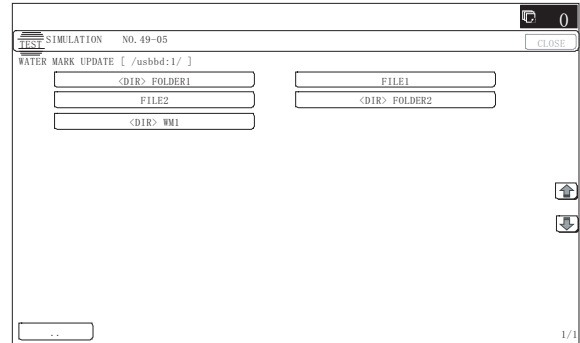 0
TEST SIMULATION NO. 49-05 CLOSE
WATER MARK UPDATE [ /usbbd:1/ ]
<DIR> FOLDER1 FILE1
FILE2 <DIR> FOLDER2
<DIR> WM1
.. 1/1